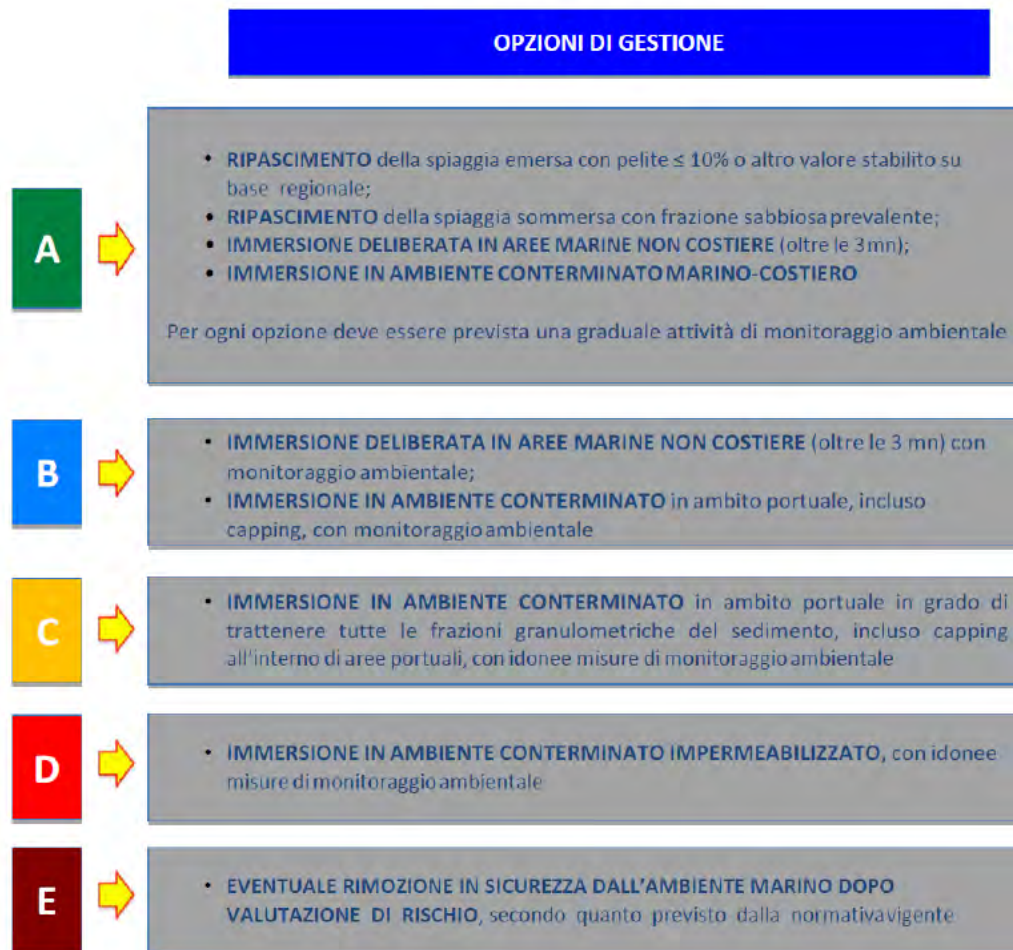 OPZIONI DI GESTIONE
A
• RIPASCIMENTO della spiaggia emersa con pelite ≤ 10% o altro valore stabilito su
base regionale;
• RIPASCIMENTO della spiaggia sommersa con frazione sabbiosa prevalente;
• IMMERSIONE DELIBERATA IN AREE MARINE NON COSTIERE (oltre le 3 mn);
• IMMERSIONE IN AMBIENTE CONTERMINATO MARINO-COSTIERO
Per ogni opzione deve essere prevista una graduale attività di monitoraggio ambientale
B
• IMMERSIONE DELIBERATA IN AREE MARINE NON COSTIERE (oltre le 3 mn) con
monitoraggio ambientale;
• IMMERSIONE IN AMBIENTE CONTERMINATO in ambito portuale, incluso
capping, con monitoraggio ambientale
C
• IMMERSIONE IN AMBIENTE CONTERMINATO in ambito portuale in grado di
trattenere tutte le frazioni granulometriche del sedimento, incluso capping
all'interno di aree portuali, con idonee misure di monitoraggio ambientale
D
• IMMERSIONE IN AMBIENTE CONTERMINATO IMPERMEABILIZZATO, con idonee
misure di monitoraggio ambientale
E
• EVENTUALE RIMOZIONE IN SICUREZZA DALL'AMBIENTE MARINO DOPO
VALUTAZIONE DI RISCHIO, secondo quanto previsto dalla normativa vigente